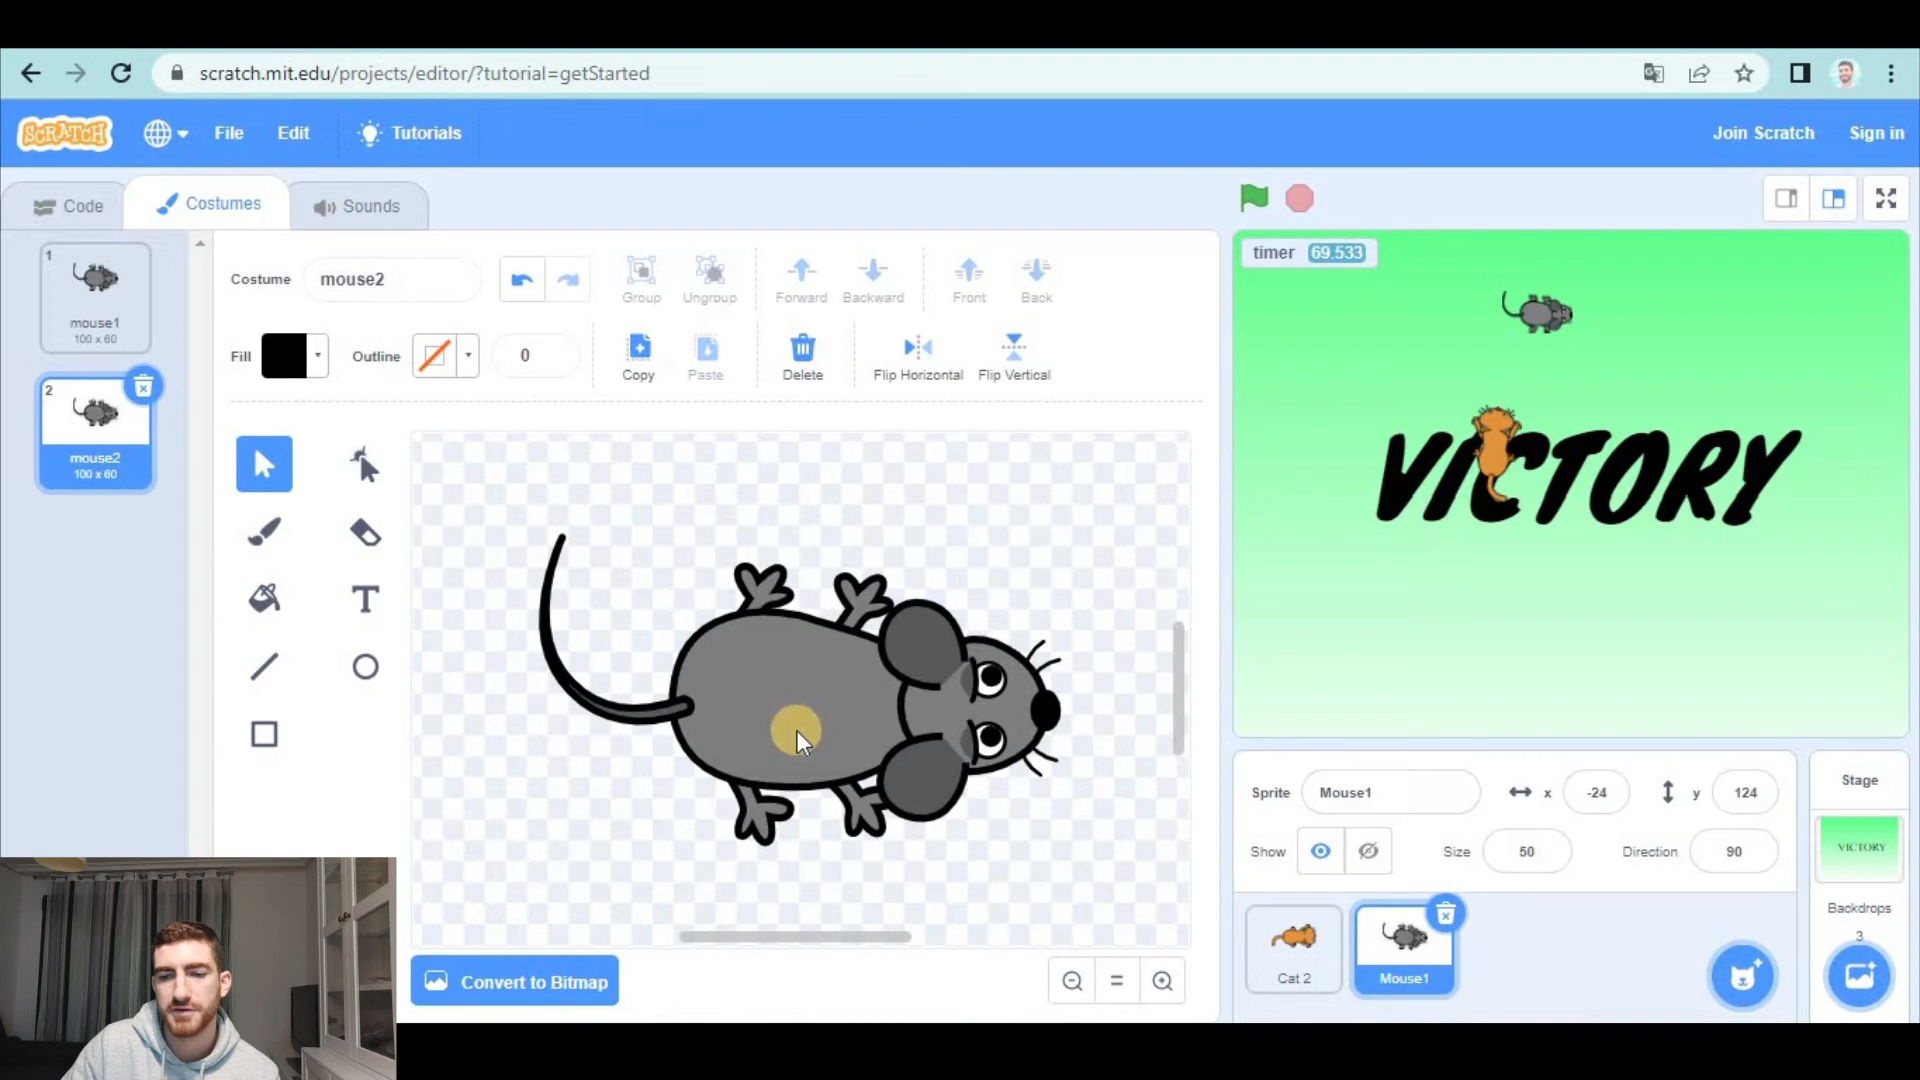 scratch.mit.edu/projects/editor/?tutorial=getStarted
SCRATCH File Edit Tutorials Join Scratch Sign in
Code Costumes Sounds
1
mouse1
100 x 60
2
mouse2
100 x 60
Costume mouse2 Group Ungroup Forward Backward Front Back
Fill Outline 0 Copy Paste Delete Flip Horizontal Flip Vertical
T
Convert to Bitmap
timer 69.533
VICTORY
Sprite Mouse1 x -24 y 124
Show Size 50 Direction 90
Cat 2
Mouse1
Stage
VICTORY
Backdrops
3